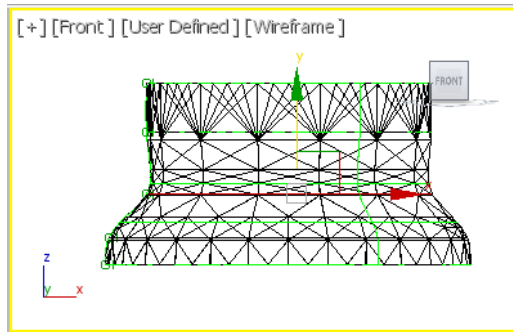 [+] [Front] [User Defined] [Wireframe]
y
FRONT
x
z
y
x